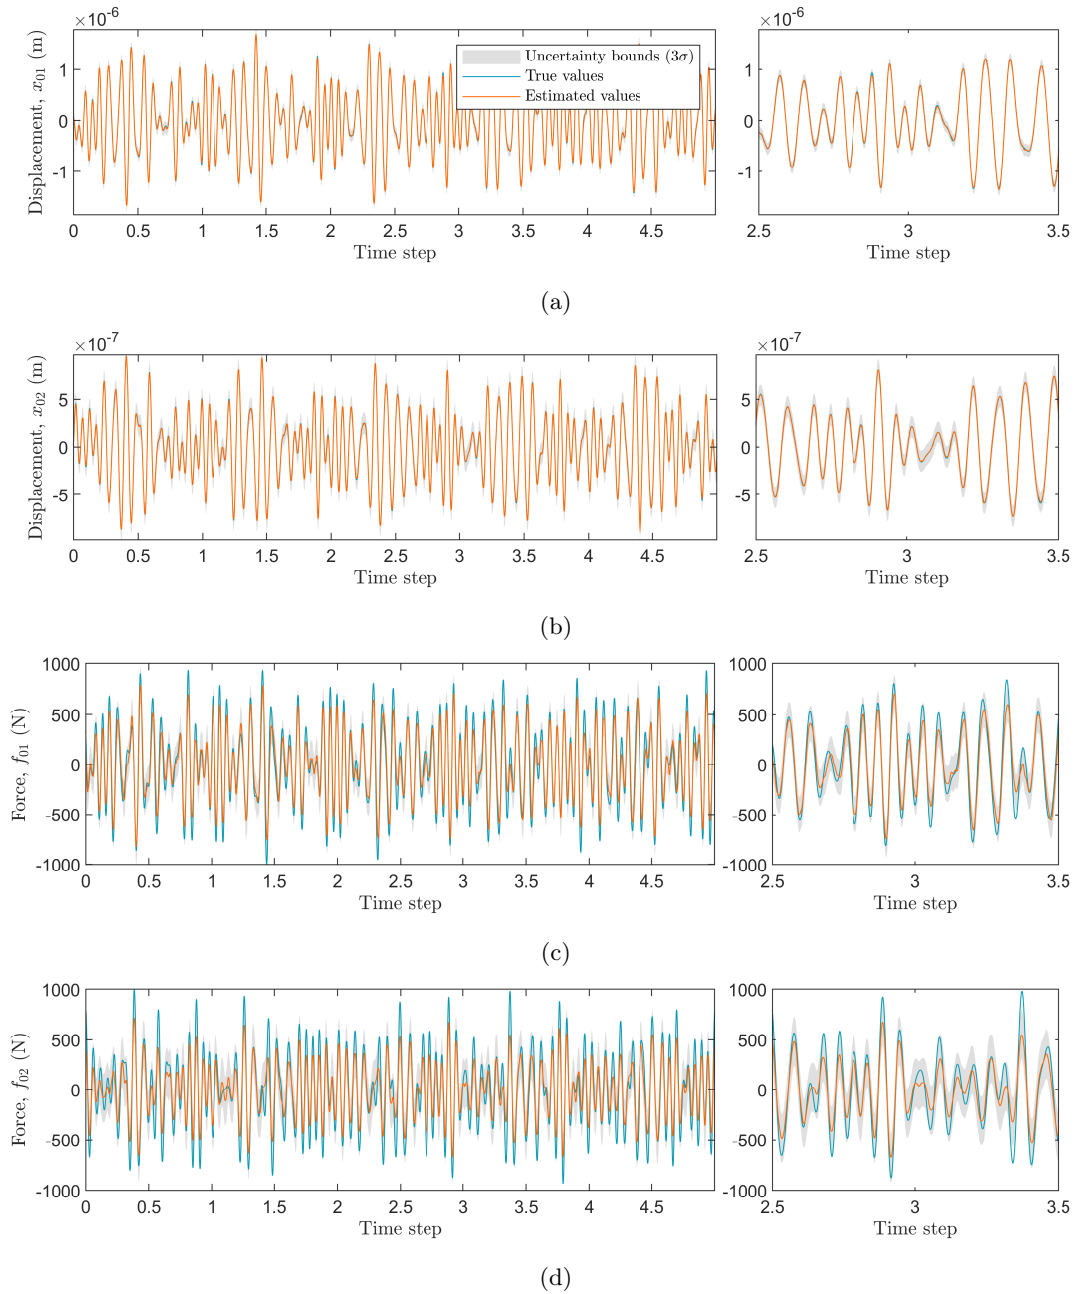 ×10^-6
×10^-6
Displacement, x_01 (m)
1
0
-1
Uncertainty bounds (3σ)
True values
Estimated values
1
0
-1
0 0.5 1 1.5 2 2.5 3 3.5 4 4.5
2.5 3 3.5
Time step
Time step
(a)
×10^-7
×10^-7
Displacement, x_02 (m)
5
0
-5
5
0
-5
0 0.5 1 1.5 2 2.5 3 3.5 4 4.5
2.5 3 3.5
Time step
Time step
(b)
Force, f_01 (N)
1000
500
0
-500
-1000
1000
500
0
-500
-1000
0 0.5 1 1.5 2 2.5 3 3.5 4 4.5
2.5 3 3.5
Time step
Time step
(c)
Force, f_02 (N)
1000
500
0
-500
-1000
1000
500
0
-500
-1000
0 0.5 1 1.5 2 2.5 3 3.5 4 4.5
2.5 3 3.5
Time step
Time step
(d)